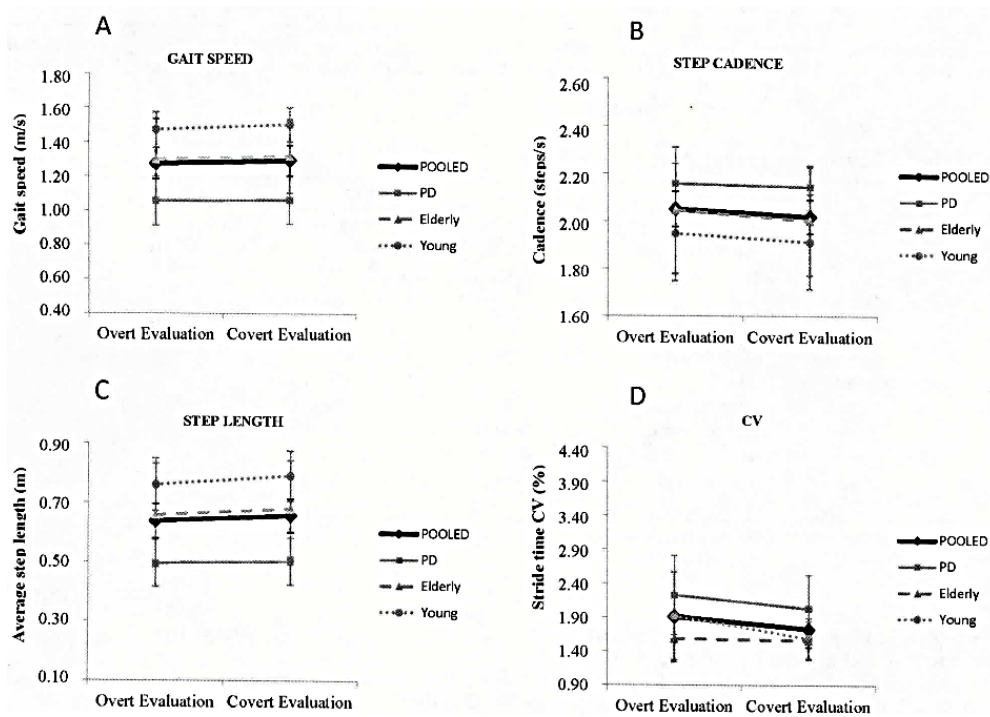 A
GAIT SPEED
Gait speed (m/s)
1.80
1.60
1.40
1.20
1.00
0.80
0.60
0.40
Overt Evaluation Covert Evaluation
POOLED
PD
Elderly
Young
B
STEP CADENCE
Cadence (steps/s)
2.60
2.40
2.20
2.00
1.80
1.60
Overt Evaluation Covert Evaluation
POOLED
PD
Elderly
Young
C
STEP LENGTH
Average step length (m)
0.90
0.70
0.50
0.30
0.10
Overt Evaluation Covert Evaluation
POOLED
PD
Elderly
Young
D
CV
Stride time CV (%)
4.40
3.90
3.40
2.90
2.40
1.90
1.40
0.90
Overt Evaluation Covert Evaluation
POOLED
PD
Elderly
Young